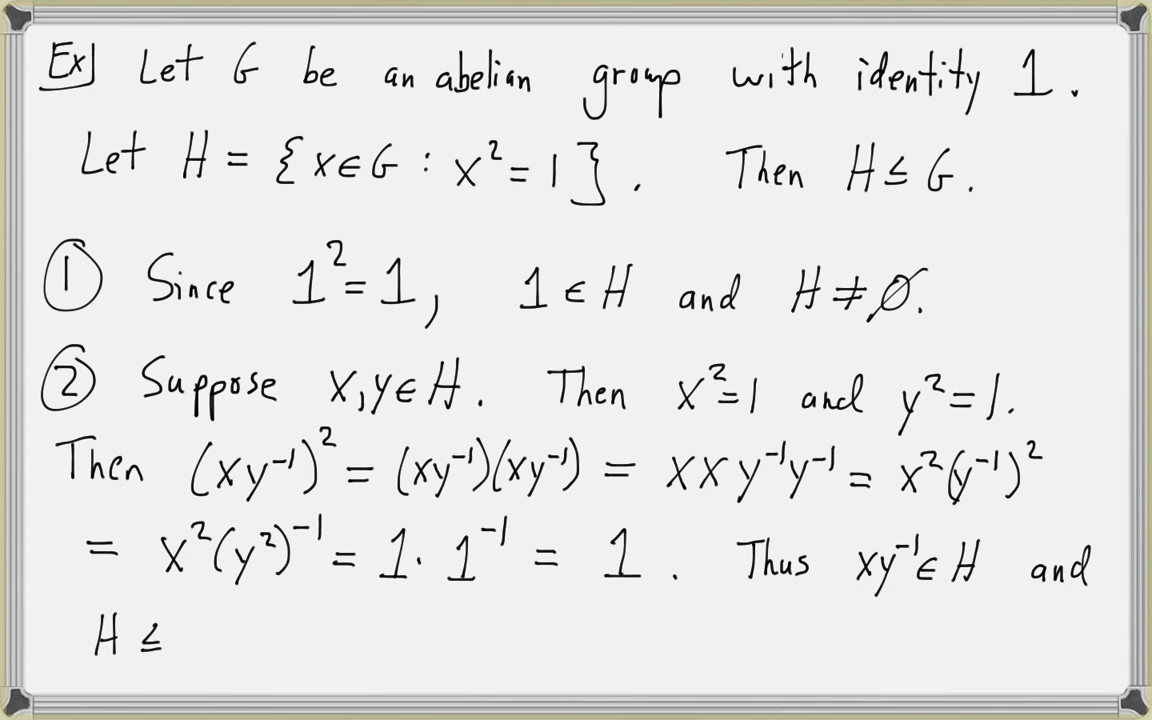 Ex] Let G be an abelian group with identity 1.
Let H = {x∈G : x² = 1}. Then H ≤ G.
① Since 1² = 1, 1 ∈ H and H ≠ ∅.
② Suppose x,y∈H. Then x²=1 and y²=1.
Then (xy⁻¹)² = (xy⁻¹)(xy⁻¹) = xxy⁻¹y⁻¹ = x²(y⁻¹)²
= x²(y²)⁻¹ = 1·1⁻¹ = 1. Thus xy⁻¹∈H and
H ≤